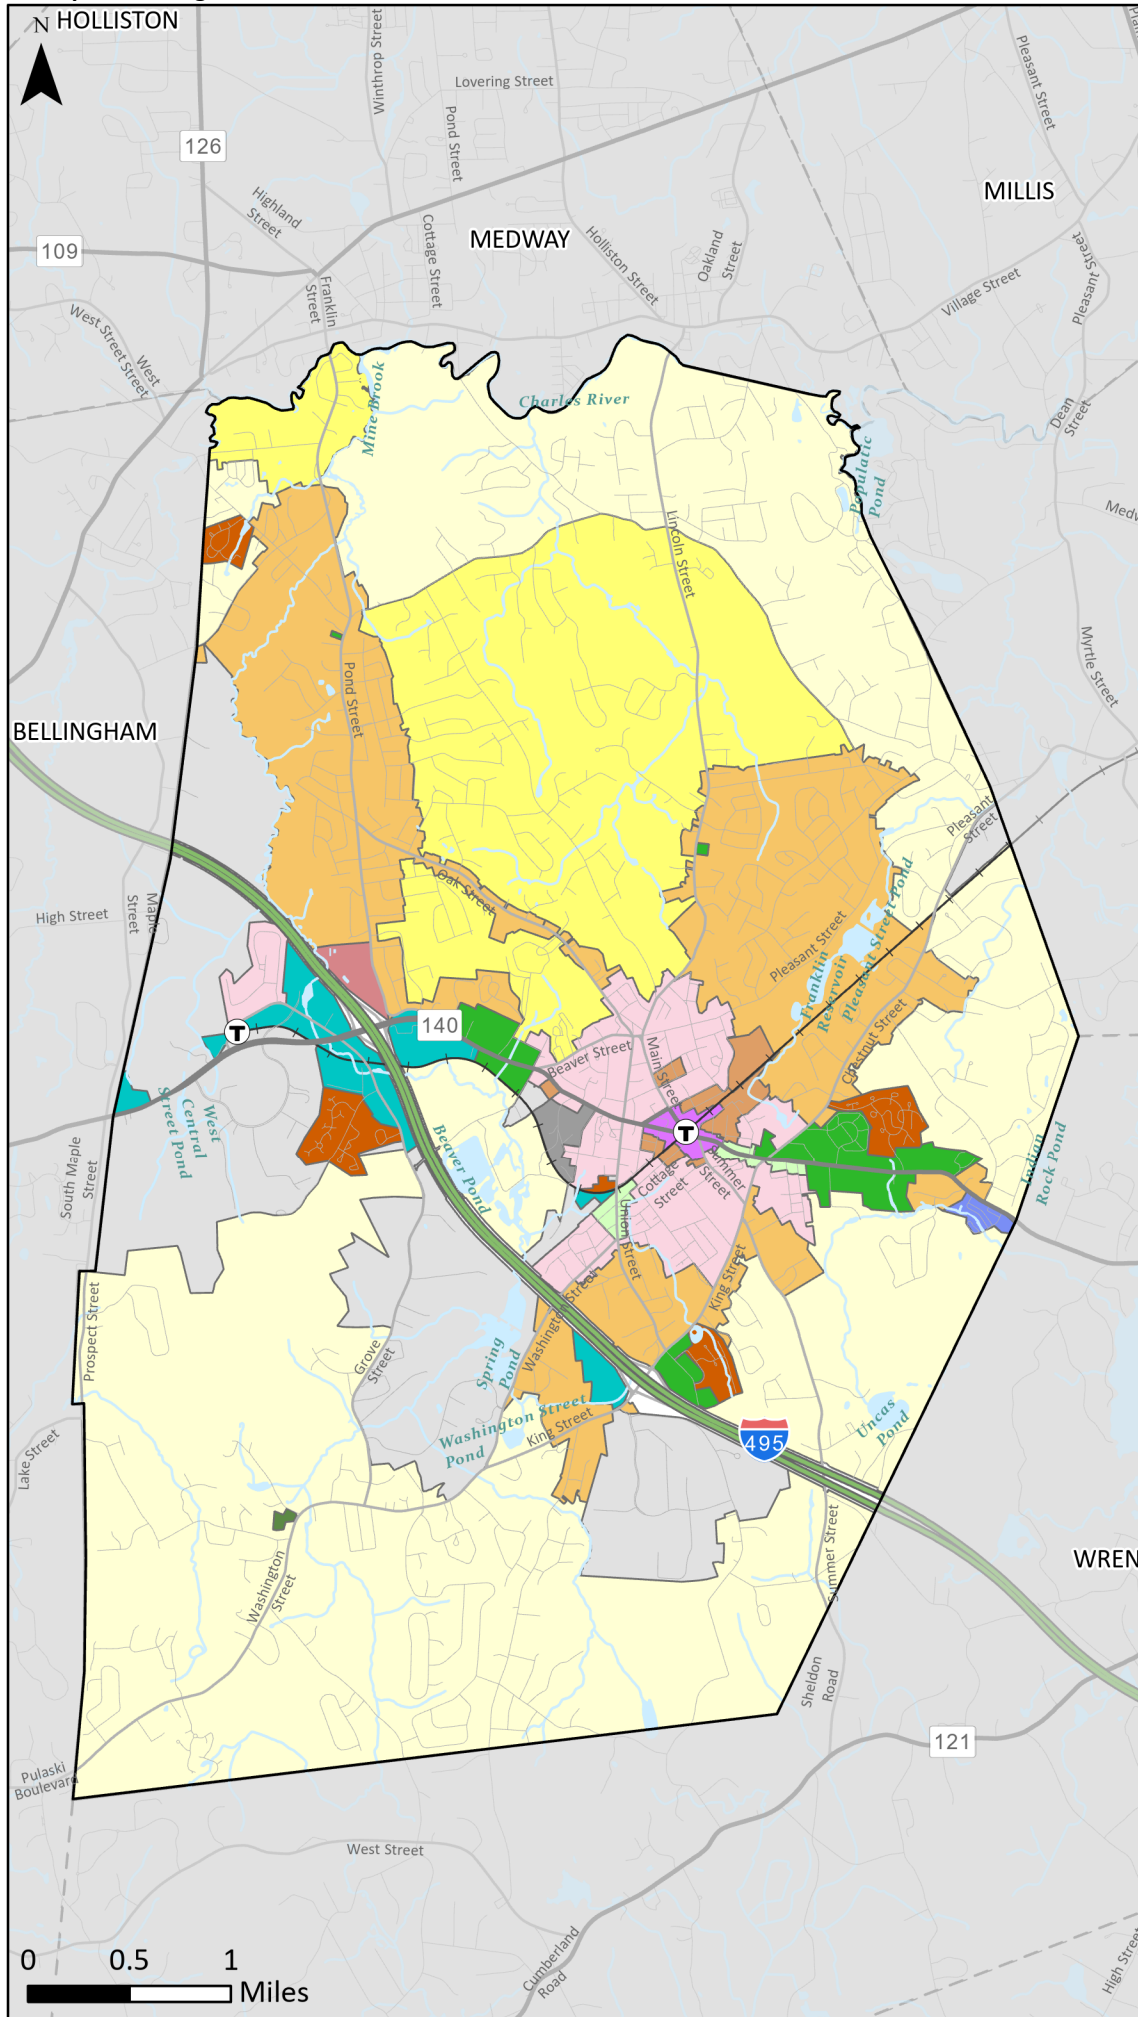 N HOLLISTON
Winthrop Street
Lovering Street
Pond Street
Pleasant Street
126
Highland
Street
MILLIS
Cottage Street
MEDWAY
Holliston Street
Oakland
Street
109
Pleasant Street
Village Street
Franklin
Street
West Street
West
Street
Mine Brook
Charles River
Dean
Street
Populatic
Pond
Lincoln Street
Myrtle Street
Pond Street
BELLINGHAM
Pleasant
Street
Oak Street
High Street
Maple
Street
Pleasant Street
Franklin
Reservoir
Pleasant Street Pond
140
T
Main Street
Beaver Street
Chestnut Street
T
West
Central
Street Pond
Beaver Pond
Summer
Street
Cottage
Street
Union Street
Indian
Rock Pond
South Maple
Street
King Street
Washington Street
Prospect Street
Grove
Street
Spring
Pond
Washington Street
Pond
King Street
Uncas
Pond
495
Lake Street
Summer Street
WREN
Washington
Street
Sheldon
Road
121
Pulaski
Boulevard
West Street
Cumberland
Road
High Street
0 0.5 1
Miles